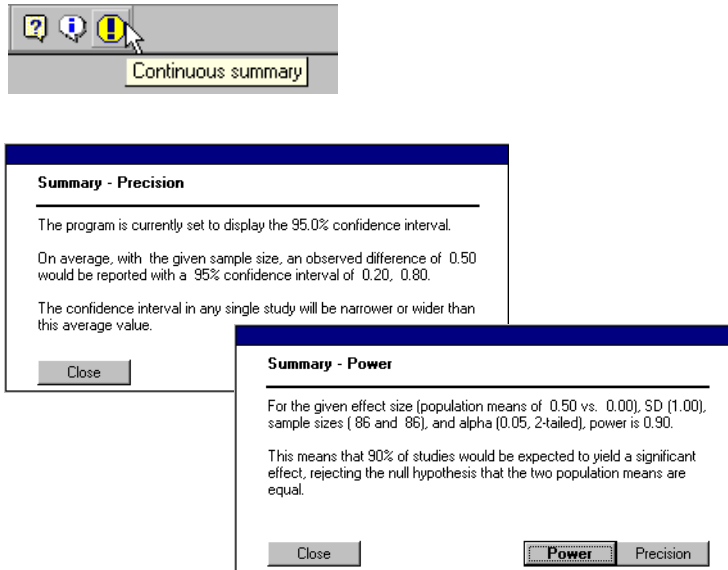 Continuous summary
Summary - Precision
The program is currently set to display the 95.0% confidence interval.
On average, with the given sample size, an observed difference of 0.50
would be reported with a 95% confidence interval of 0.20, 0.80.
The confidence interval in any single study will be narrower or wider than
this average value.
Close
Summary - Power
For the given effect size (population means of 0.50 vs. 0.00), SD (1.00),
sample sizes ( 86 and 86), and alpha (0.05, 2-tailed), power is 0.90.
This means that 90% of studies would be expected to yield a significant
effect, rejecting the null hypothesis that the two population means are
equal.
Close Power Precision